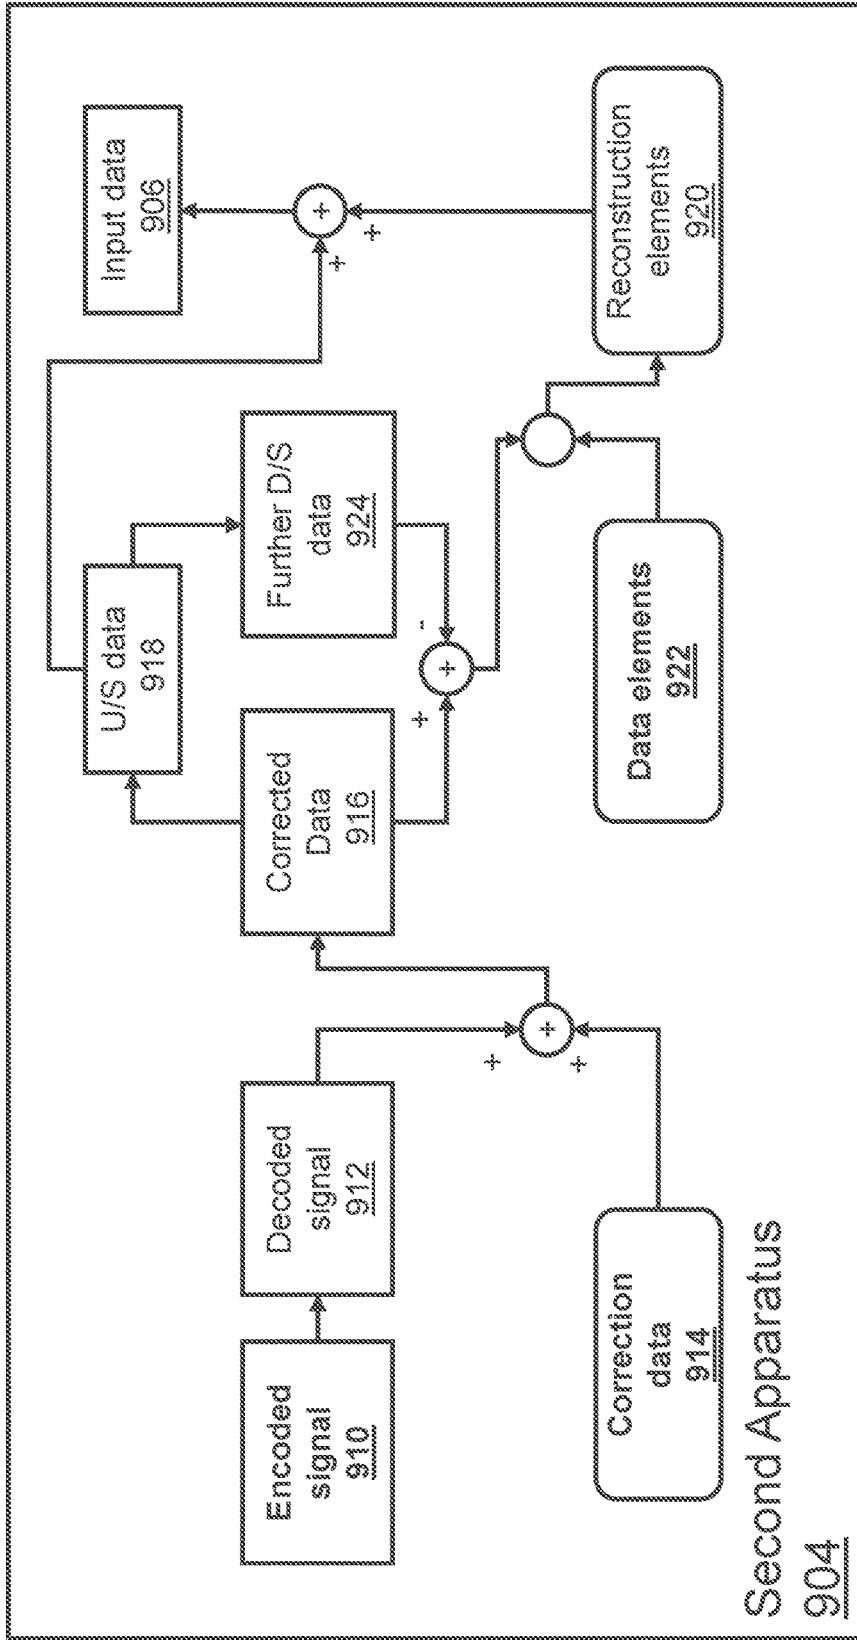 Encoded
signal
910
Decoded
signal
912
+
+
+
Correction
data
914
Corrected
Data
916
U/S data
918
Further D/S
data
924
+
-
+
Data elements
922
Reconstruction
elements
920
+
+
+
Input data
906
Second Apparatus
904